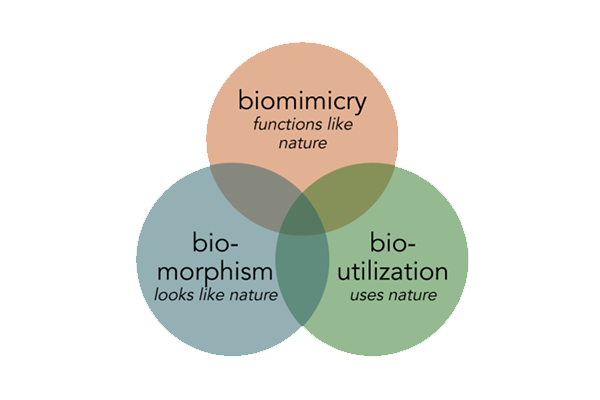 biomimicry
functions like
nature
bio-
morphism
looks like nature
bio-
utilization
uses nature